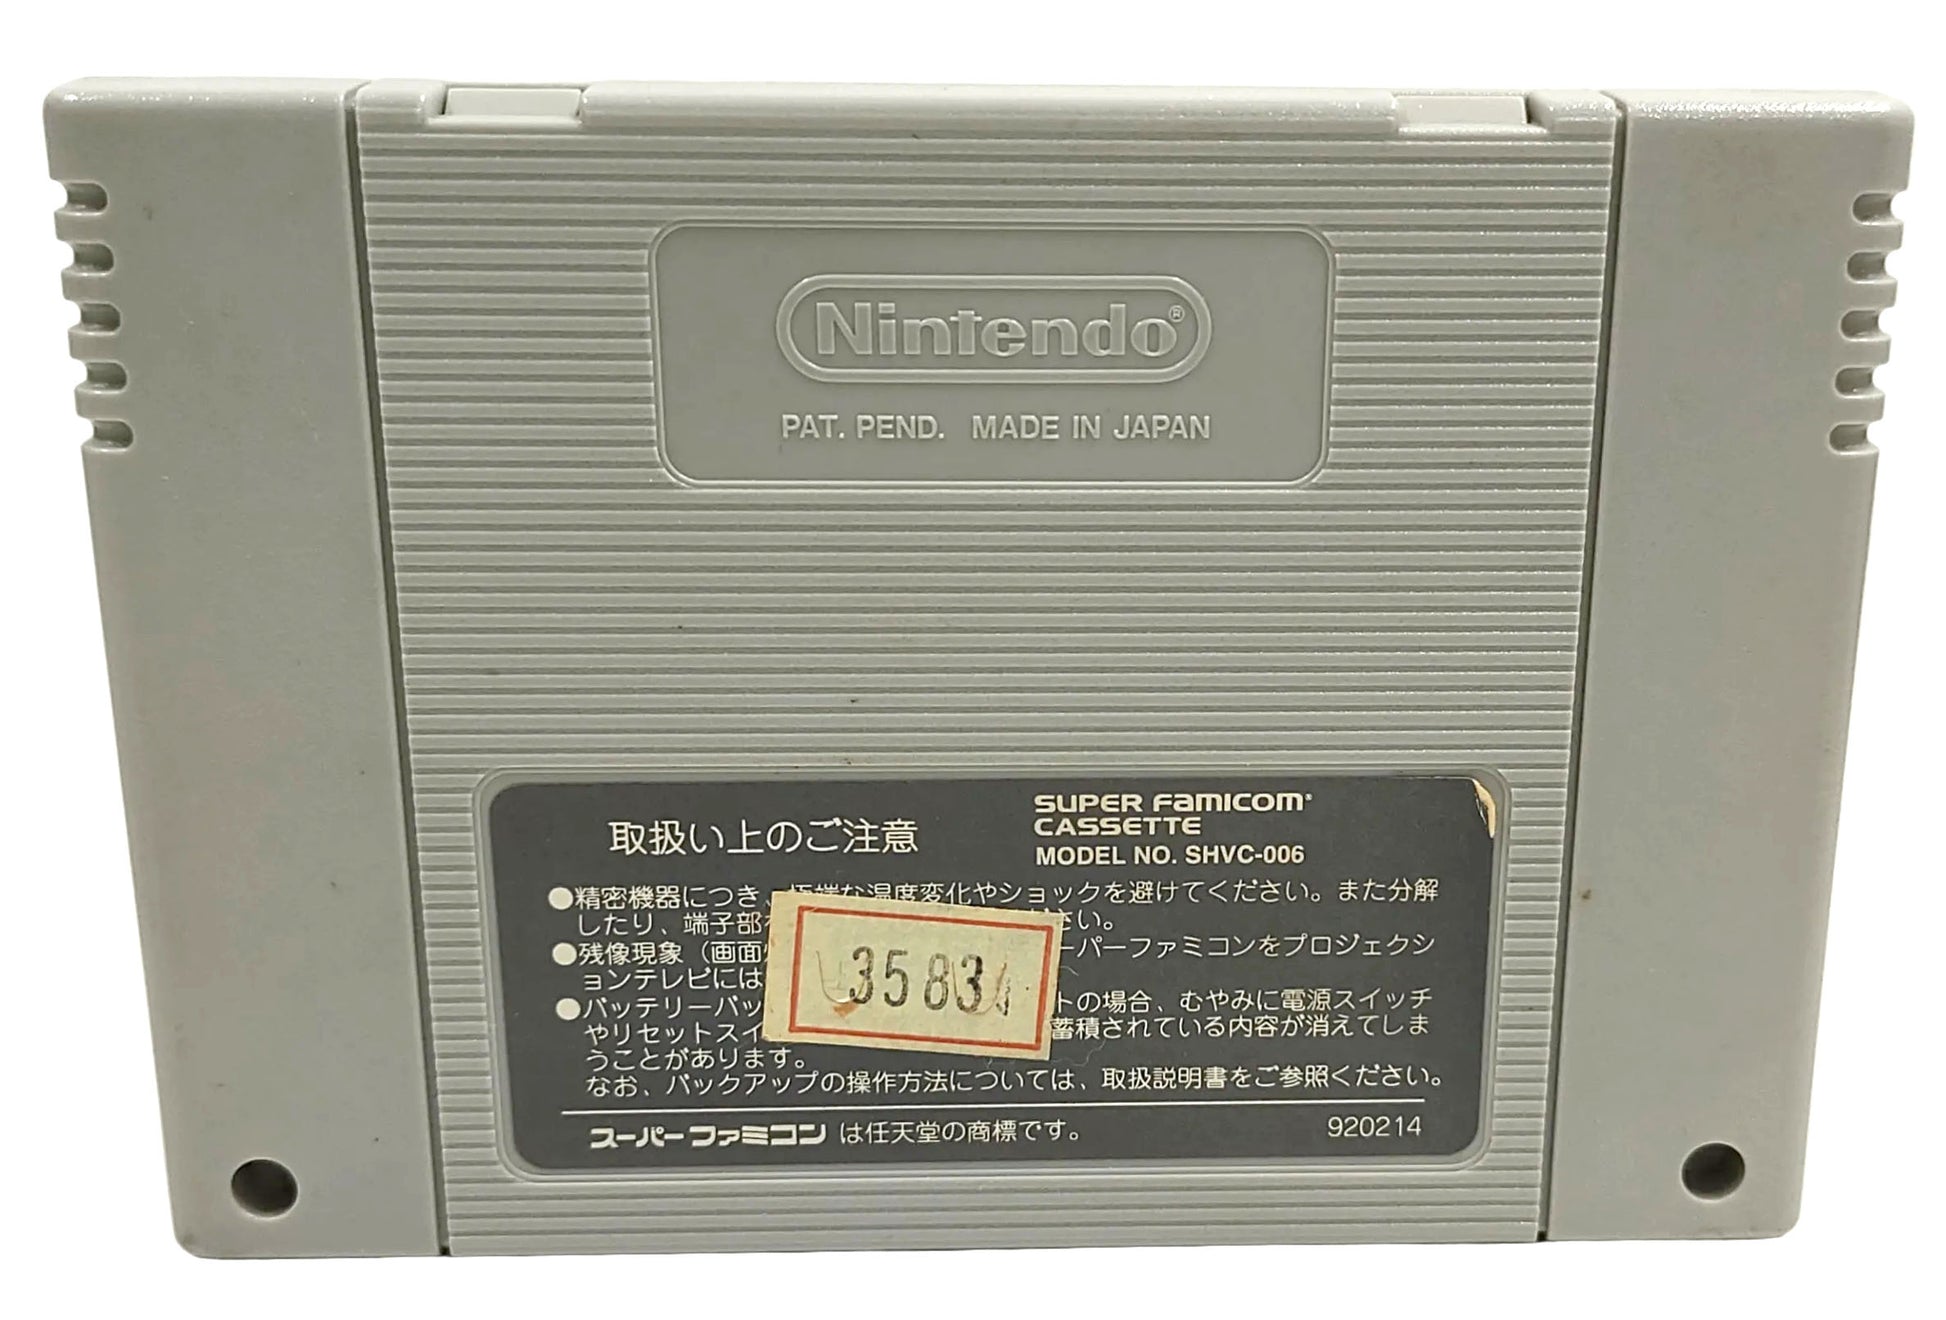 Nintendo®
PAT. PEND. MADE IN JAPAN
取扱い上のご注意
SUPER FAMICOM®
CASSETTE
MODEL NO. SHVC-006
●精密機器につき、極端な温度変化やショックを避けてください。また分解
したり、端子部 さい。
●残像現象（画面 ーパーファミコンをプロジェクシ
ョンテレビには
●バッテリーバッ トの場合、むやみに電源スイッチ
やリセットスイ 蓄積されている内容が消えてしま
うことがあります。
なお、バックアップの操作方法については、取扱説明書をご参照ください。
3583
スーパーファミコン は任天堂の商標です。
920214